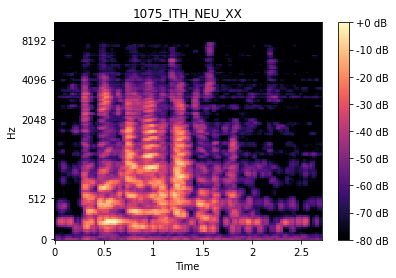 1075_ITH_NEU_XX
8192
4096
2048
1024
512
0
Hz
0
0.5
1
1.5
2
2.5
Time
+0 dB
-10 dB
-20 dB
-30 dB
-40 dB
-50 dB
-60 dB
-70 dB
-80 dB